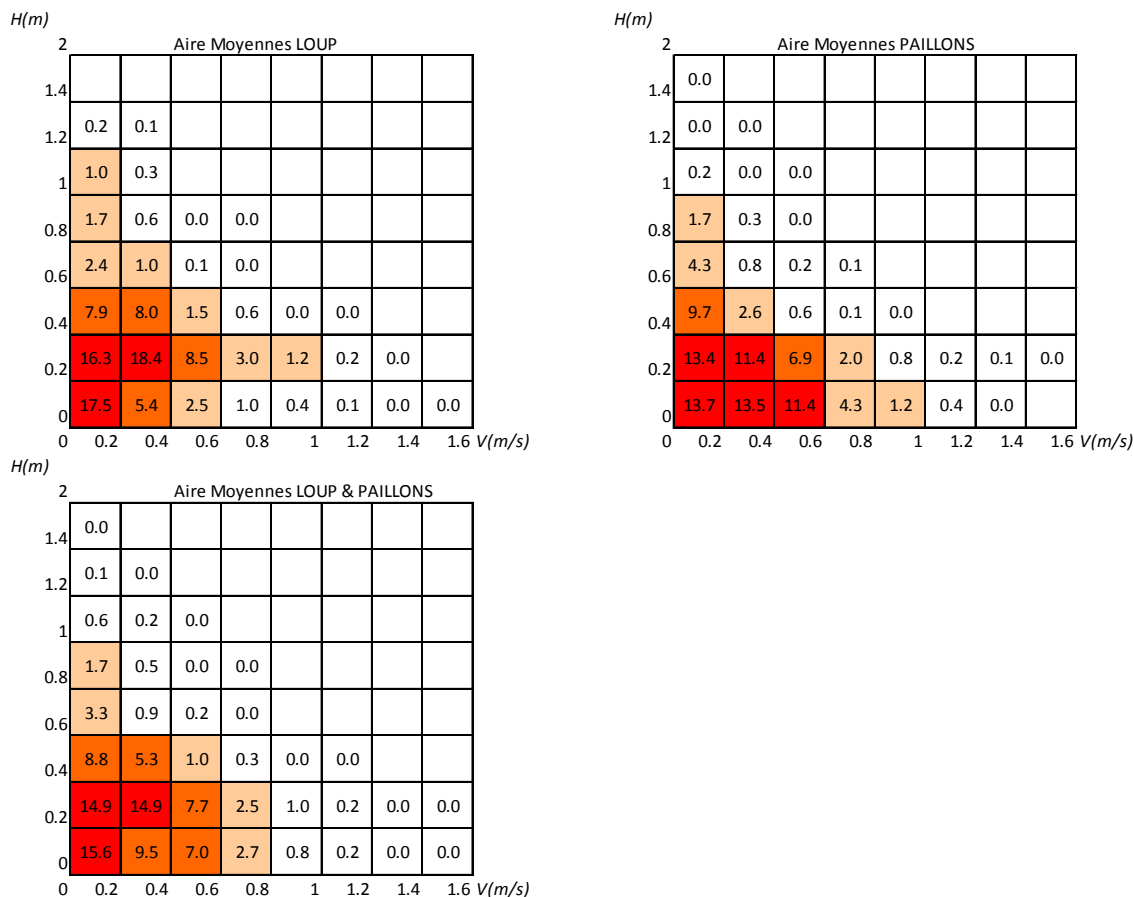 H(m)
2 Aire Moyennes LOUP
1.4
0.2 0.1
1.2
1.0 0.3
1
1.7 0.6 0.0 0.0
0.8
2.4 1.0 0.1 0.0
0.6
7.9 8.0 1.5 0.6 0.0 0.0
0.4
16.3 18.4 8.5 3.0 1.2 0.2 0.0
0.2
17.5 5.4 2.5 1.0 0.4 0.1 0.0 0.0
0
0 0.2 0.4 0.6 0.8 1 1.2 1.4 1.6 V(m/s)
H(m)
2 Aire Moyennes PAILLONS
0.0
1.4
0.0 0.0
1.2
0.2 0.0 0.0
1
1.7 0.3 0.0
0.8
4.3 0.8 0.2 0.1
0.6
9.7 2.6 0.6 0.1 0.0
0.4
13.4 11.4 6.9 2.0 0.8 0.2 0.1 0.0
0.2
13.7 13.5 11.4 4.3 1.2 0.4 0.0
0
0 0.2 0.4 0.6 0.8 1 1.2 1.4 1.6 V(m/s)
H(m)
2 Aire Moyennes LOUP & PAILLONS
0.0
1.4
0.1 0.0
1.2
0.6 0.2 0.0
1
1.7 0.5 0.0 0.0
0.8
3.3 0.9 0.2 0.0
0.6
8.8 5.3 1.0 0.3 0.0 0.0
0.4
14.9 14.9 7.7 2.5 1.0 0.2 0.0 0.0
0.2
15.6 9.5 7.0 2.7 0.8 0.2 0.0 0.0
0
0 0.2 0.4 0.6 0.8 1 1.2 1.4 1.6 V(m/s)